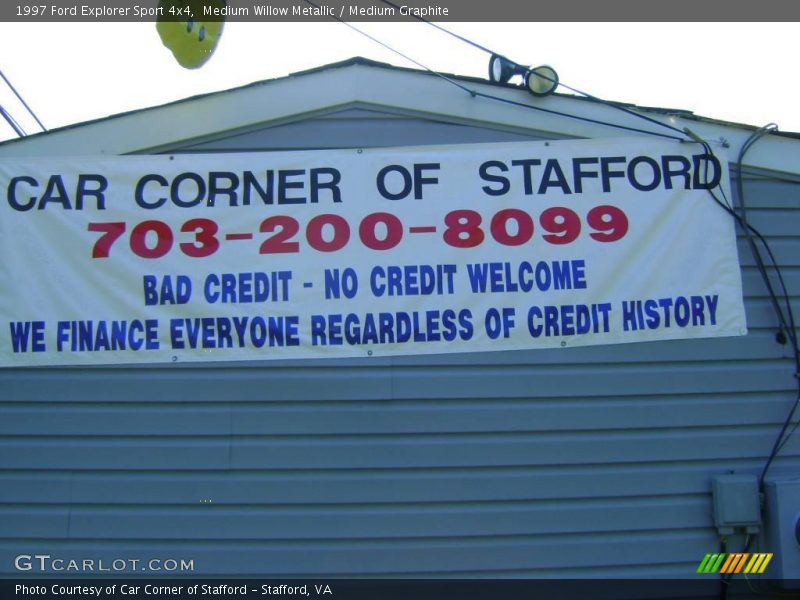 1997 Ford Explorer Sport 4x4, Medium Willow Metallic / Medium Graphite
CAR CORNER OF STAFFORD
703-200-8099
BAD CREDIT - NO CREDIT WELCOME
WE FINANCE EVERYONE REGARDLESS OF CREDIT HISTORY
GTCARLOT.COM
Photo Courtesy of Car Corner of Stafford - Stafford, VA